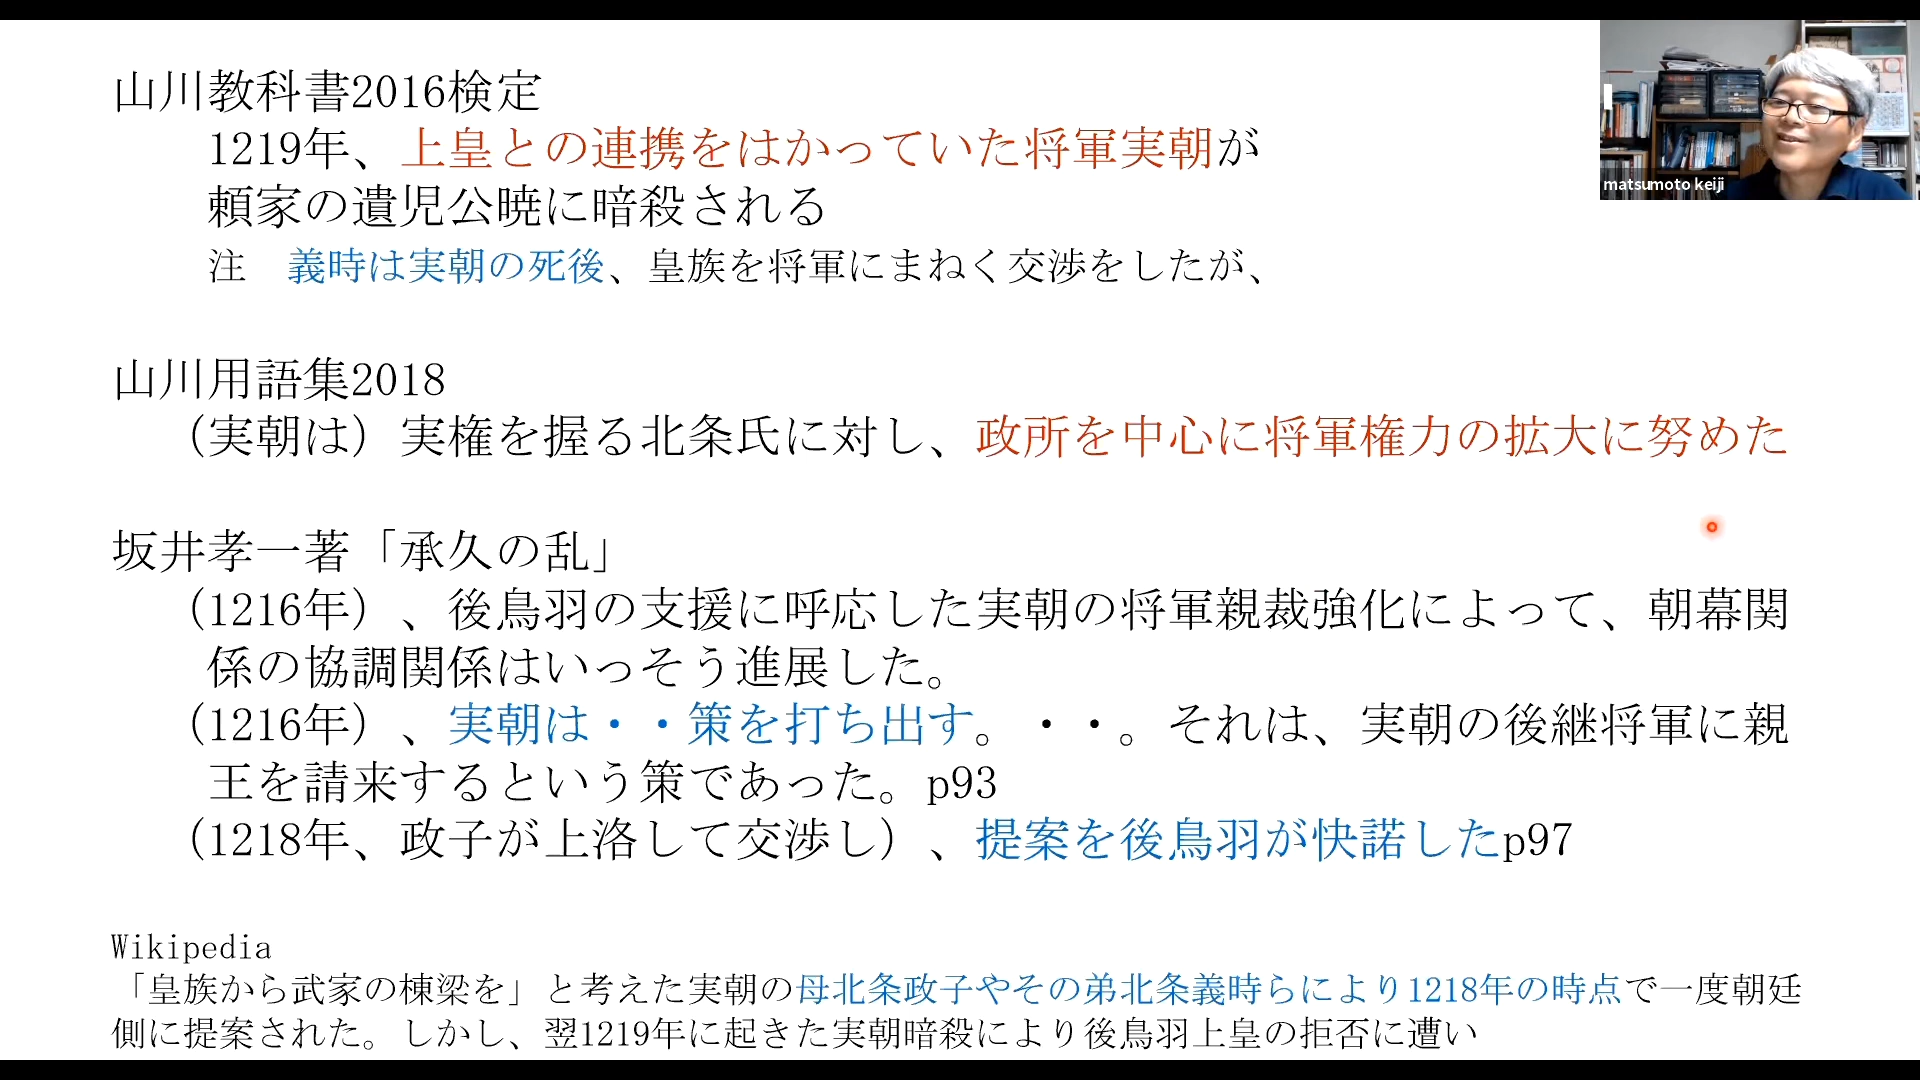 山川教科書2016検定
1219年、上皇との連携をはかっていた将軍実朝が
頼家の遺児公暁に暗殺される
注　義時は実朝の死後、皇族を将軍にまねく交渉をしたが、
matsumoto keiji
山川用語集2018
（実朝は）実権を握る北条氏に対し、政所を中心に将軍権力の拡大に努めた
坂井孝一著「承久の乱」
（1216年）、後鳥羽の支援に呼応した実朝の将軍親裁強化によって、朝幕関
係の協調関係はいっそう進展した。
（1216年）、実朝は・・策を打ち出す。・・。それは、実朝の後継将軍に親
王を請来するという策であった。p93
（1218年、政子が上洛して交渉し）、提案を後鳥羽が快諾したp97
Wikipedia
「皇族から武家の棟梁を」と考えた実朝の母北条政子やその弟北条義時らにより1218年の時点で一度朝廷
側に提案された。しかし、翌1219年に起きた実朝暗殺により後鳥羽上皇の拒否に遭い